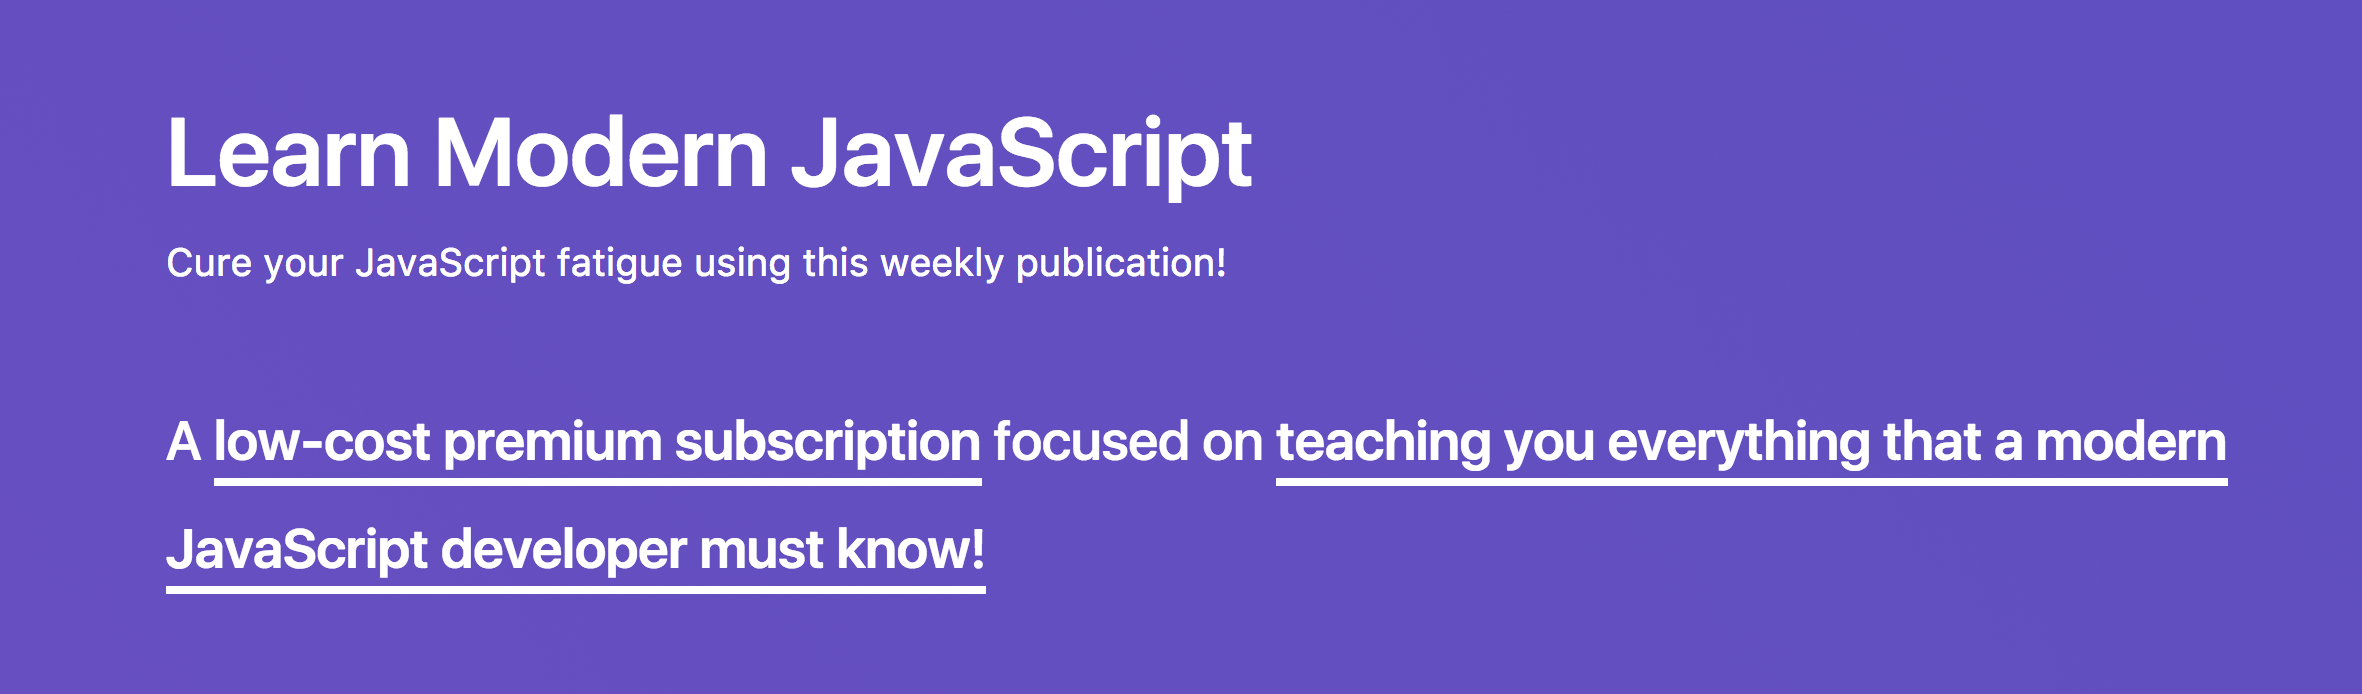 Learn Modern JavaScript
Cure your JavaScript fatigue using this weekly publication!
A low-cost premium subscription focused on teaching you everything that a modern
JavaScript developer must know!